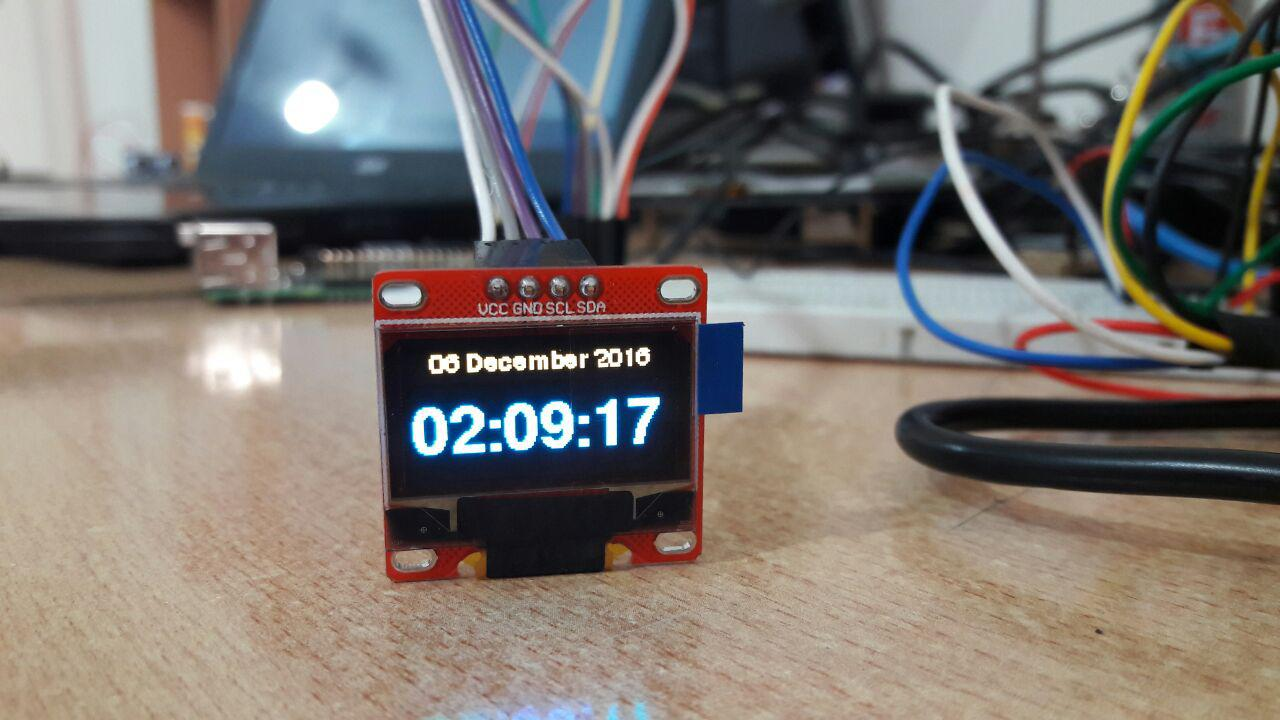 VCC GND SCL SDA
06 December 2016
02:09:17